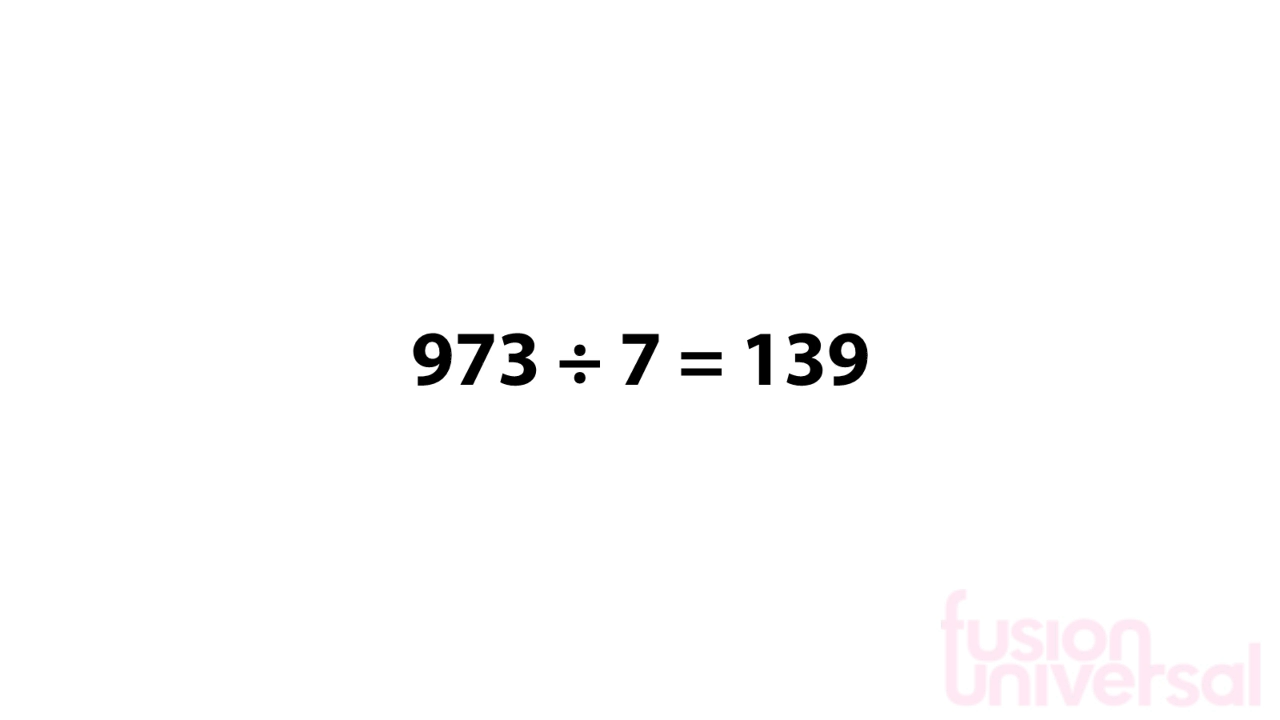 973 ÷ 7 = 139
fusion
universal